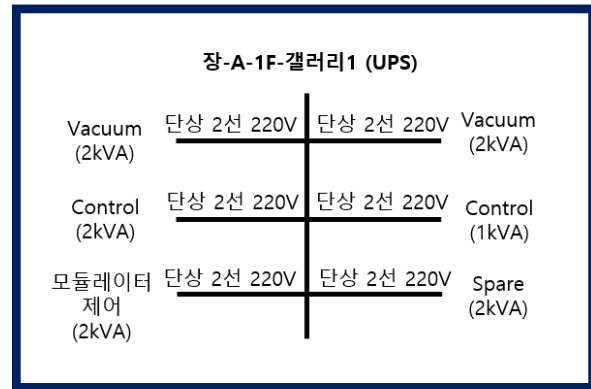 장-A-1F-갤러리1 (UPS)
Vacuum
(2kVA)
단상 2선 220V
단상 2선 220V
Vacuum
(2kVA)
Control
(2kVA)
단상 2선 220V
단상 2선 220V
Control
(1kVA)
모듈레이터
제어
(2kVA)
단상 2선 220V
단상 2선 220V
Spare
(2kVA)